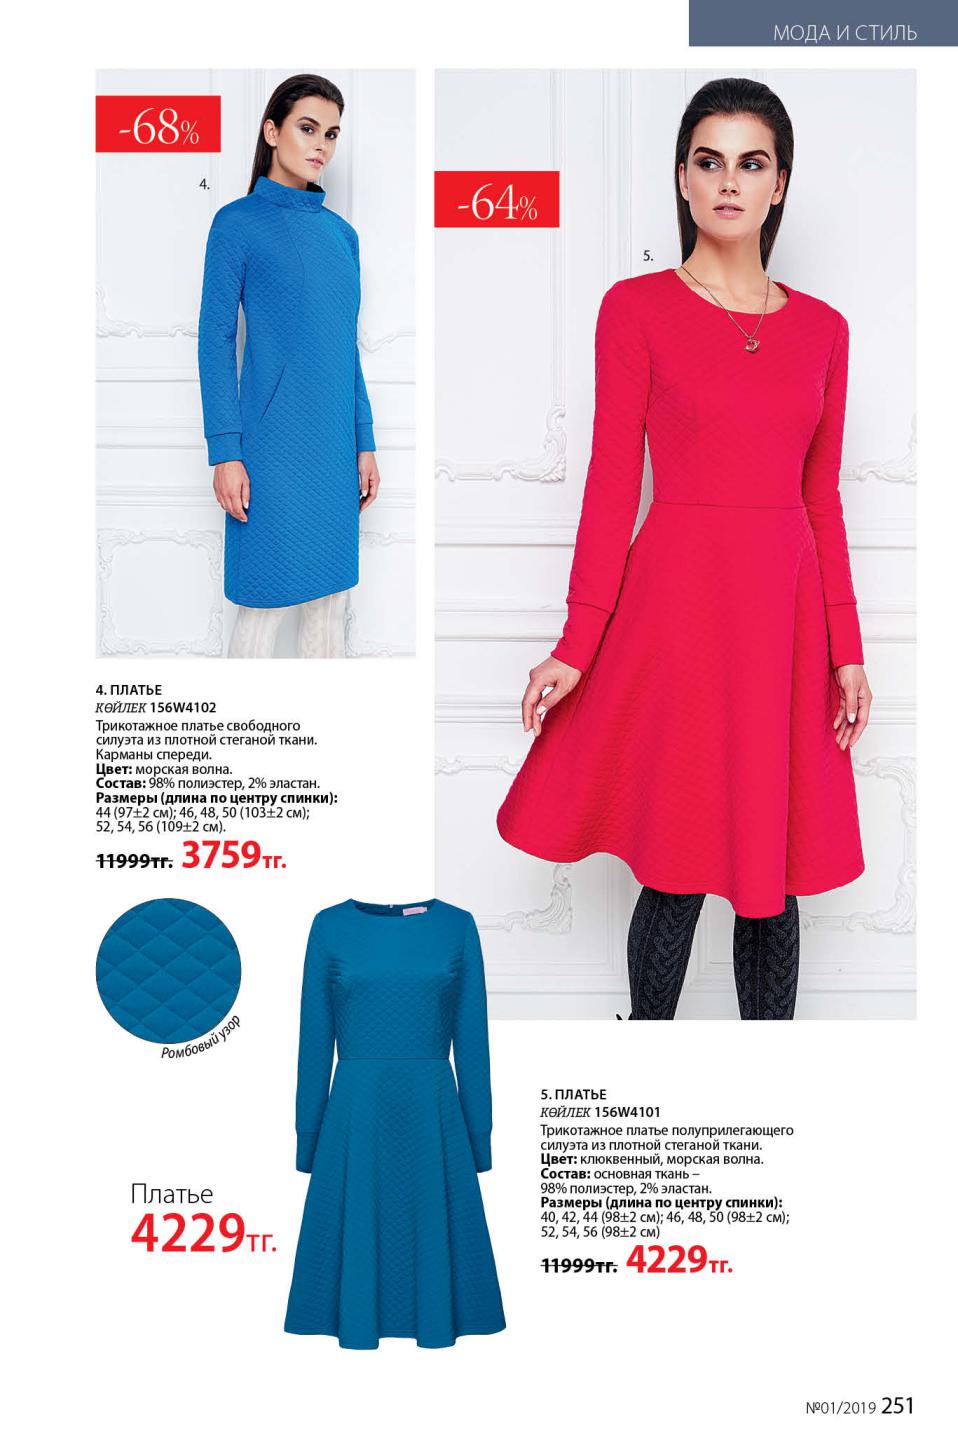 МОДА И СТИЛЬ
-68%
4.
-64%
5.
4. ПЛАТЬЕ
КӨЙЛЕК 156W4102
Трикотажное платье свободного
силуэта из плотной стеганой ткани.
Карманы спереди.
Цвет: морская волна.
Состав: 98% полиэстер, 2% эластан.
Размеры (длина по центру спинки):
44 (97±2 см); 46, 48, 50 (103±2 см);
52, 54, 56 (109±2 см).
11999тг. 3759тг.
Ромбовый узор
Платье
4229тг.
5. ПЛАТЬЕ
КӨЙЛЕК 156W4101
Трикотажное платье полуприлегающего
силуэта из плотной стеганой ткани.
Цвет: клюквенный, морская волна.
Состав: основная ткань –
98% полиэстер, 2% эластан.
Размеры (длина по центру спинки):
40, 42, 44 (98±2 см); 46, 48, 50 (98±2 см);
52, 54, 56 (98±2 см)
11999тг. 4229тг.
№01/2019 251